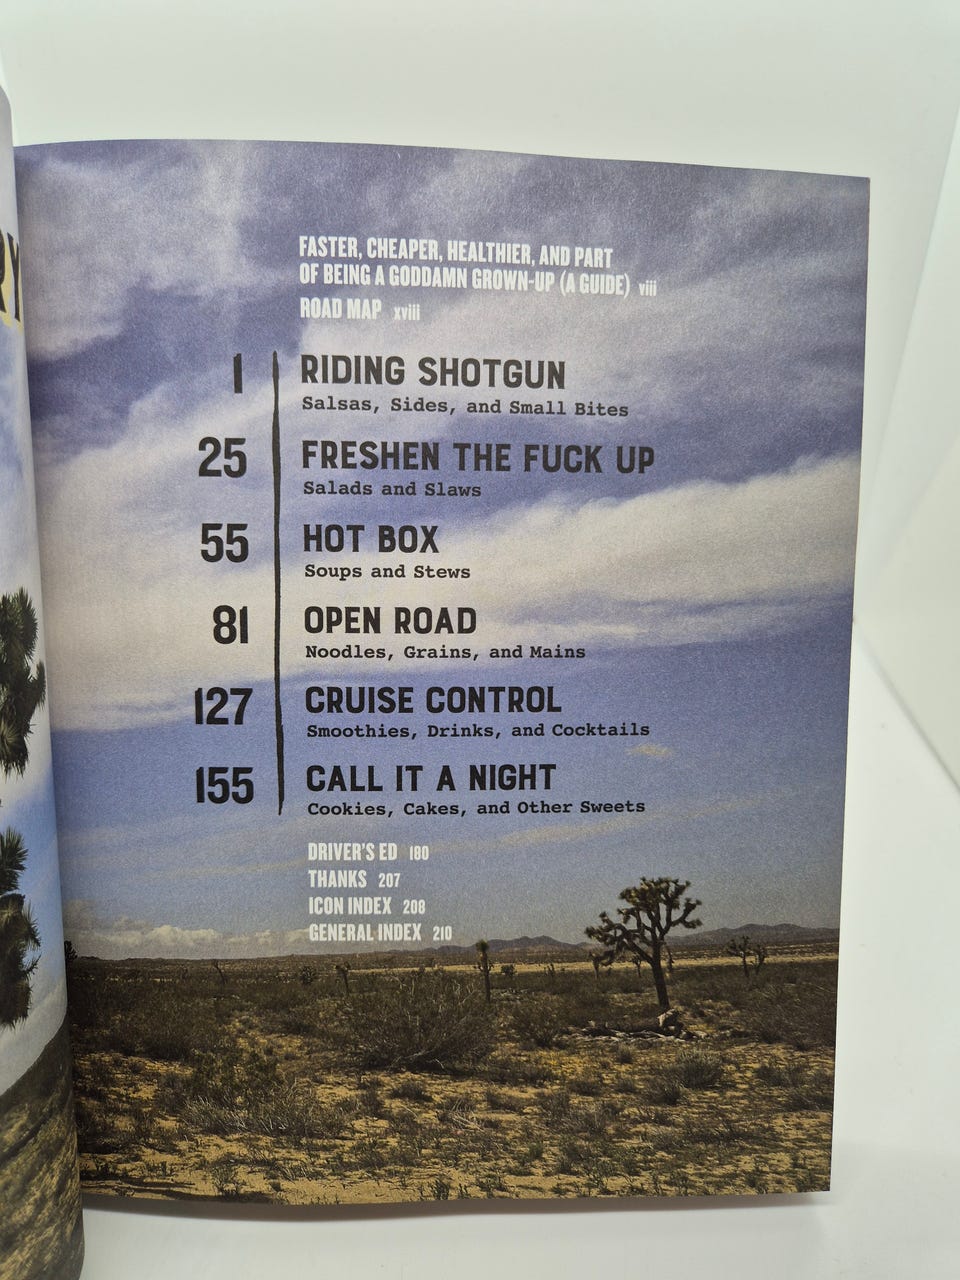 FASTER, CHEAPER, HEALTHIER, AND PART
OF BEING A GODDAMN GROWN-UP (A GUIDE) viii
ROAD MAP xviii
1 RIDING SHOTGUN
Salsas, Sides, and Small Bites
25 FRESHEN THE FUCK UP
Salads and Slaws
55 HOT BOX
Soups and Stews
81 OPEN ROAD
Noodles, Grains, and Mains
127 CRUISE CONTROL
Smoothies, Drinks, and Cocktails
155 CALL IT A NIGHT
Cookies, Cakes, and Other Sweets
DRIVER'S ED 180
THANKS 207
ICON INDEX 208
GENERAL INDEX 210